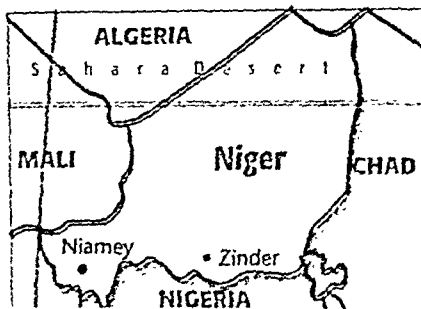 ALGERIA
Sahara Desert
MALI
Niger
CHAD
Niamey
Zinder
NIGERIA